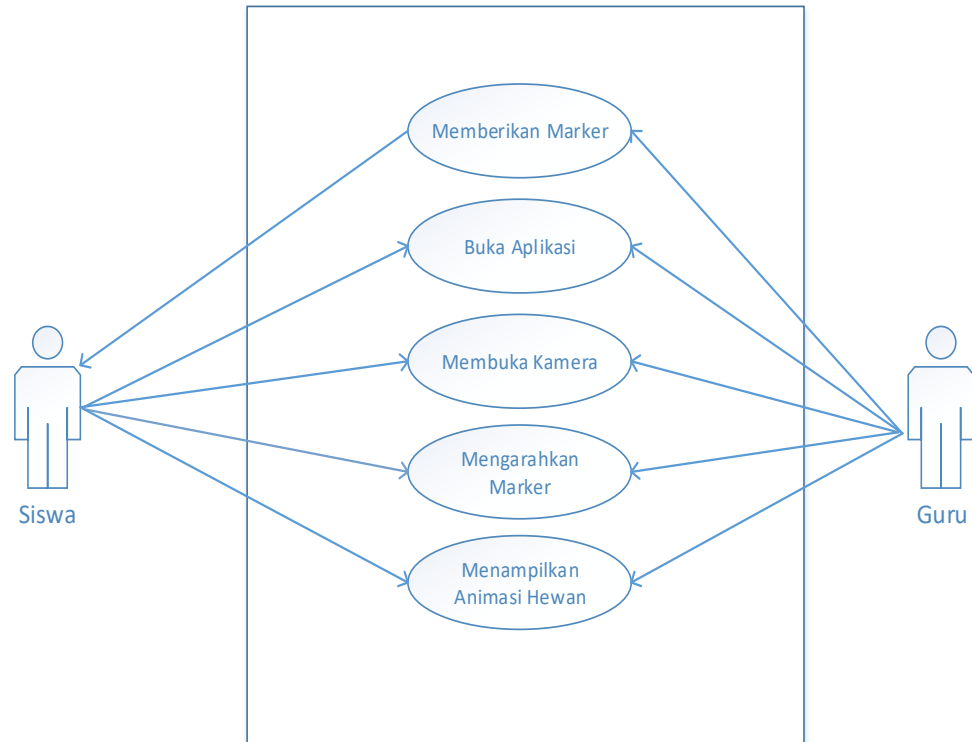 Memberikan Marker
Buka Aplikasi
Membuka Kamera
Mengarahkan
Marker
Siswa
Guru
Menampilkan
Animasi Hewan